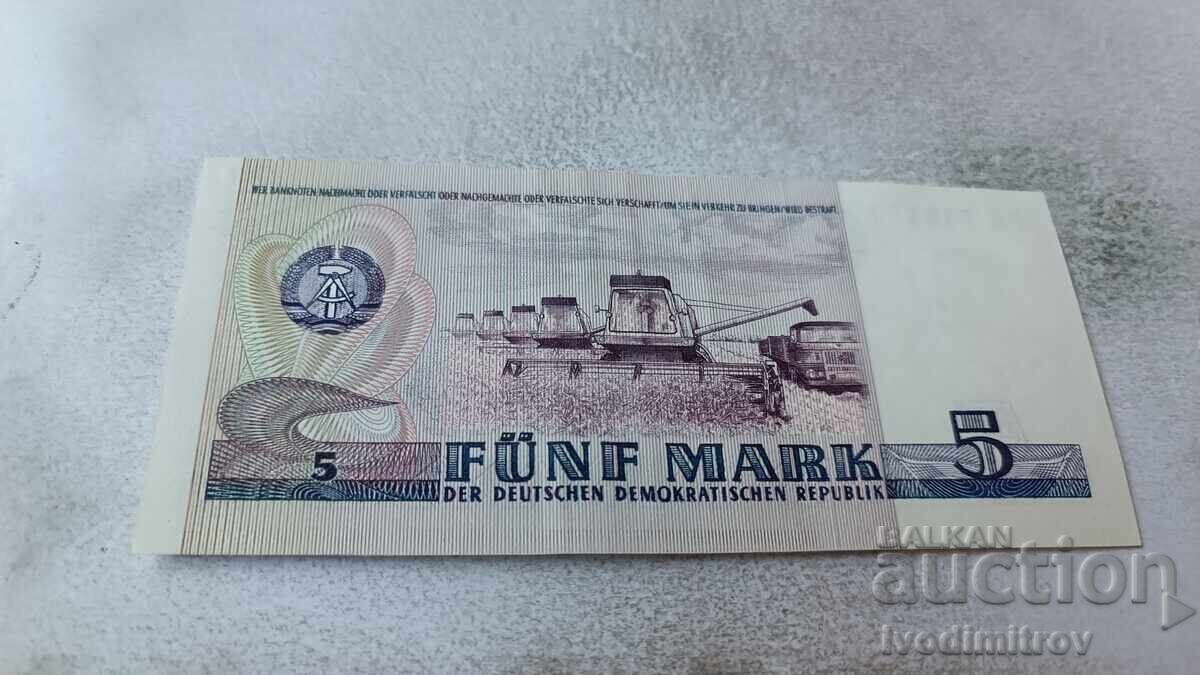 WER BANKNOTEN NACHMACHT ODER VERFÄLSCHT ODER NACHGEMACHTE ODER VERFÄLSCHTE SICH VERSCHAFFT/UM SIE IN VERKEHR ZU BRINGEN/WIRD BESTRAFT
5
FÜNF MARK
5
DER DEUTSCHEN DEMOKRATISCHEN REPUBLIK
BALKAN
auction
ivodimitrov